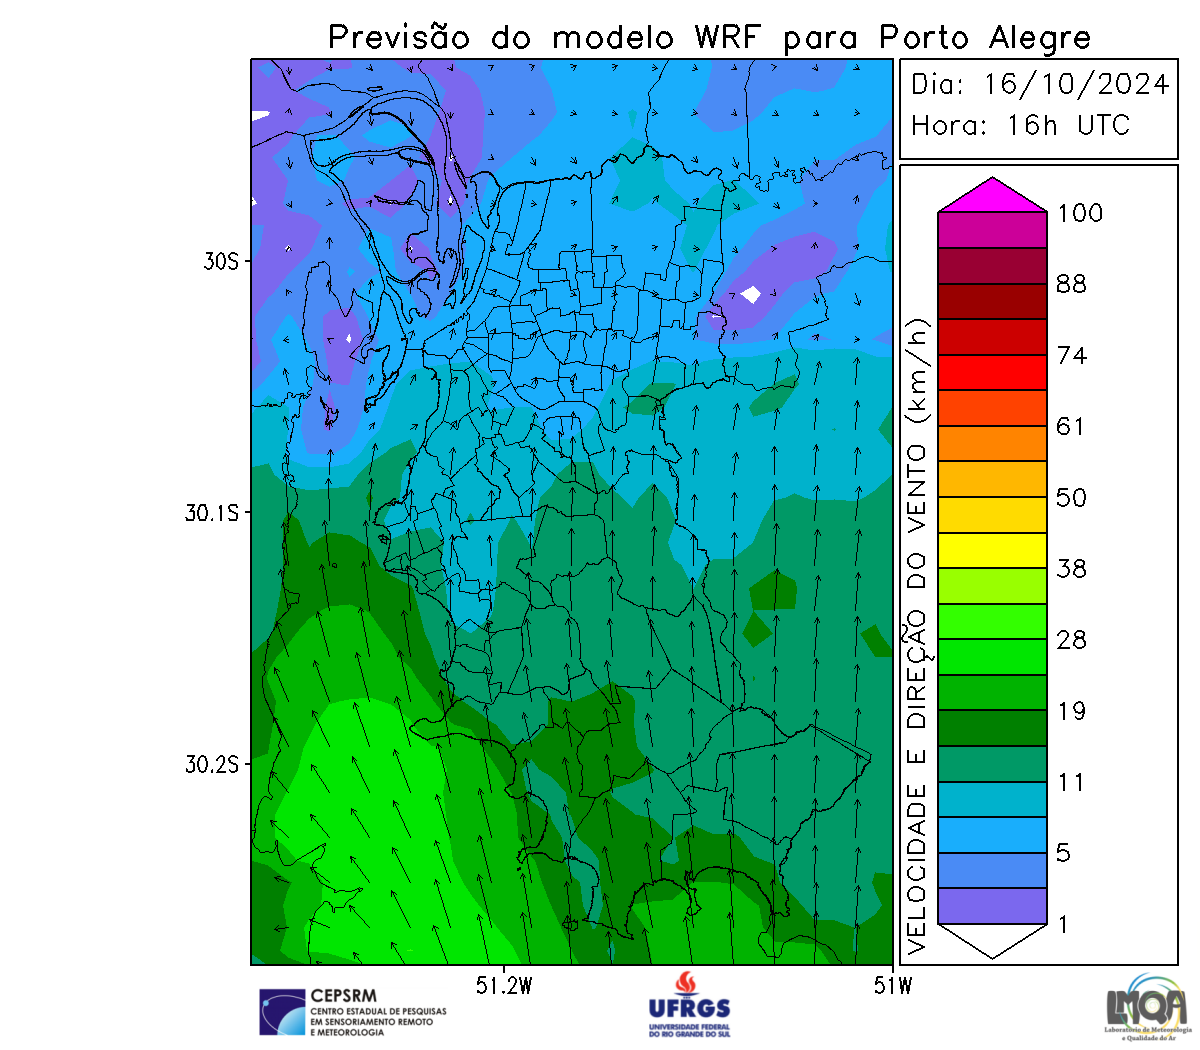 Previsão do modelo WRF para Porto Alegre
Dia: 16/10/2024
Hora: 16h UTC
30S
30.1S
30.2S
51.2W
51W
VELOCIDADE E DIREÇÃO DO VENTO (km/h)
100
88
74
61
50
38
28
19
11
5
1
CEPSRM
CENTRO ESTADUAL DE PESQUISAS
EM SENSORIAMENTO REMOTO
E METEOROLOGIA
UFRGS
UNIVERSIDADE FEDERAL
DO RIO GRANDE DO SUL
LMQA
Laboratório de Meteorologia
e Qualidade do Ar